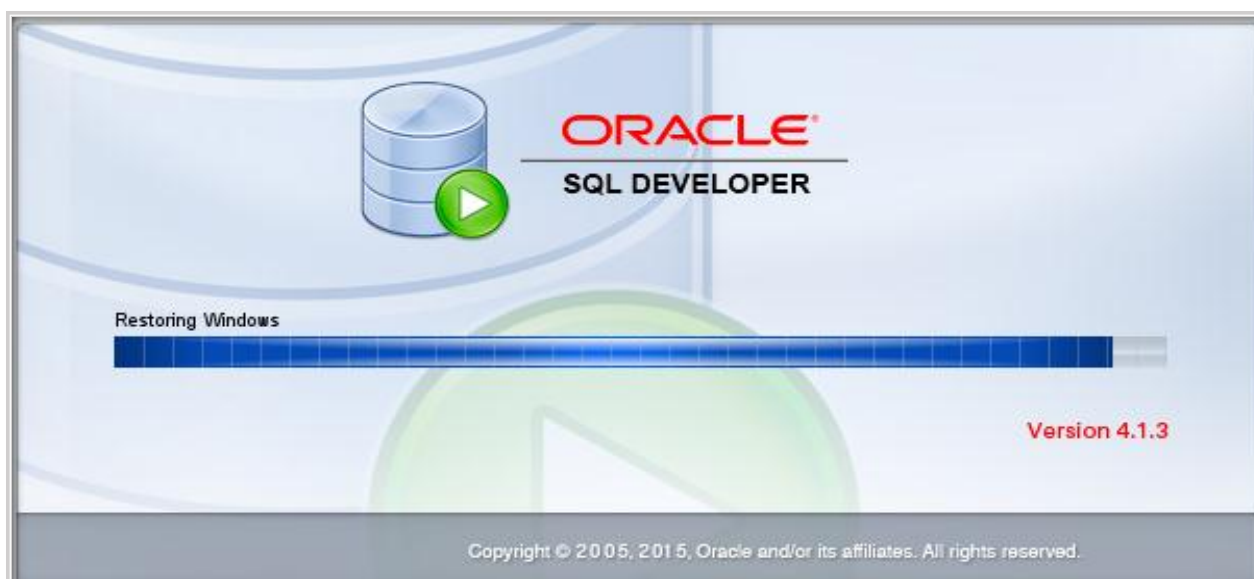 ORACLE®
SQL DEVELOPER
Restoring Windows
Version 4.1.3
Copyright © 2005, 2015, Oracle and/or its affiliates. All rights reserved.